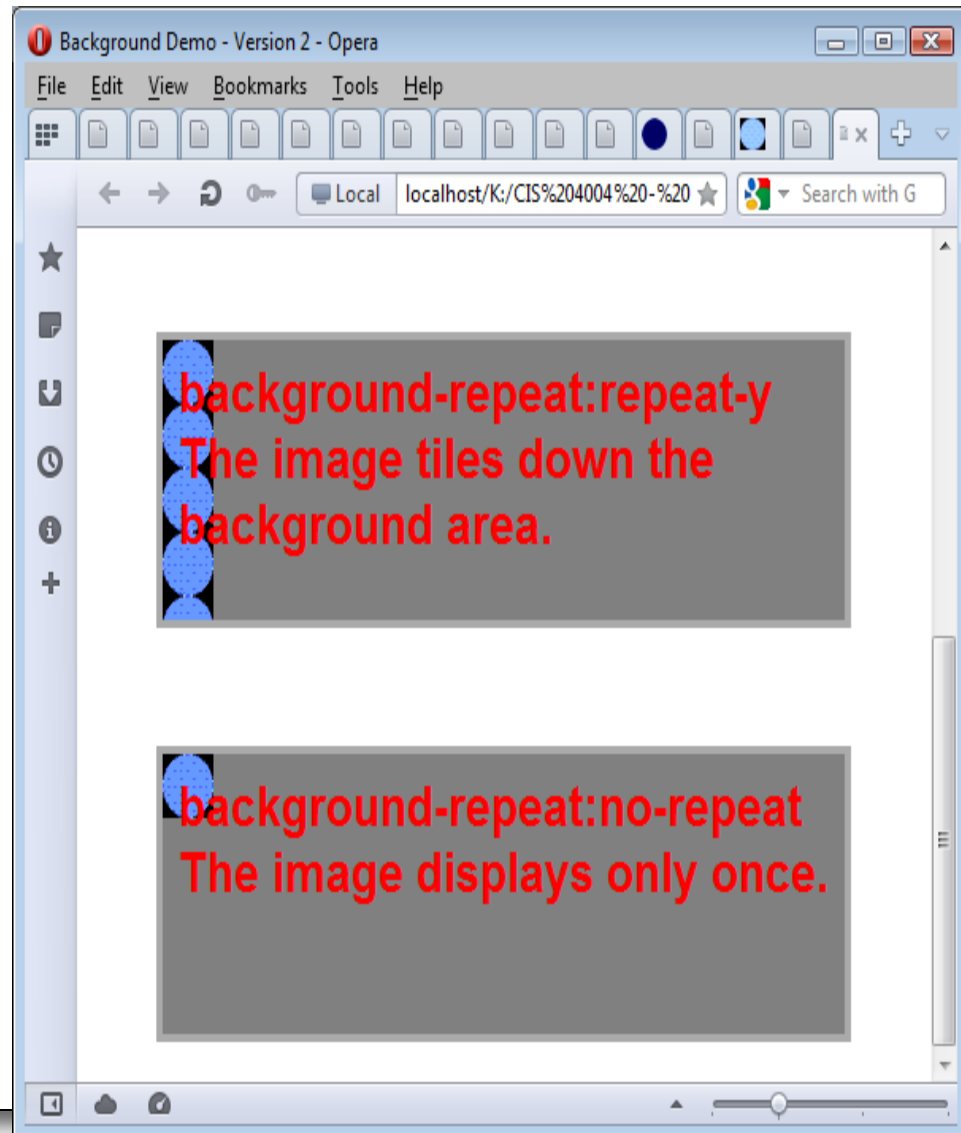 Background Demo - Version 2 - Opera
File Edit View Bookmarks Tools Help
Local localhost/K:/CIS%204004%20-%20 Search with G
background-repeat:repeat-y
The image tiles down the
background area.
background-repeat:no-repeat
The image displays only once.